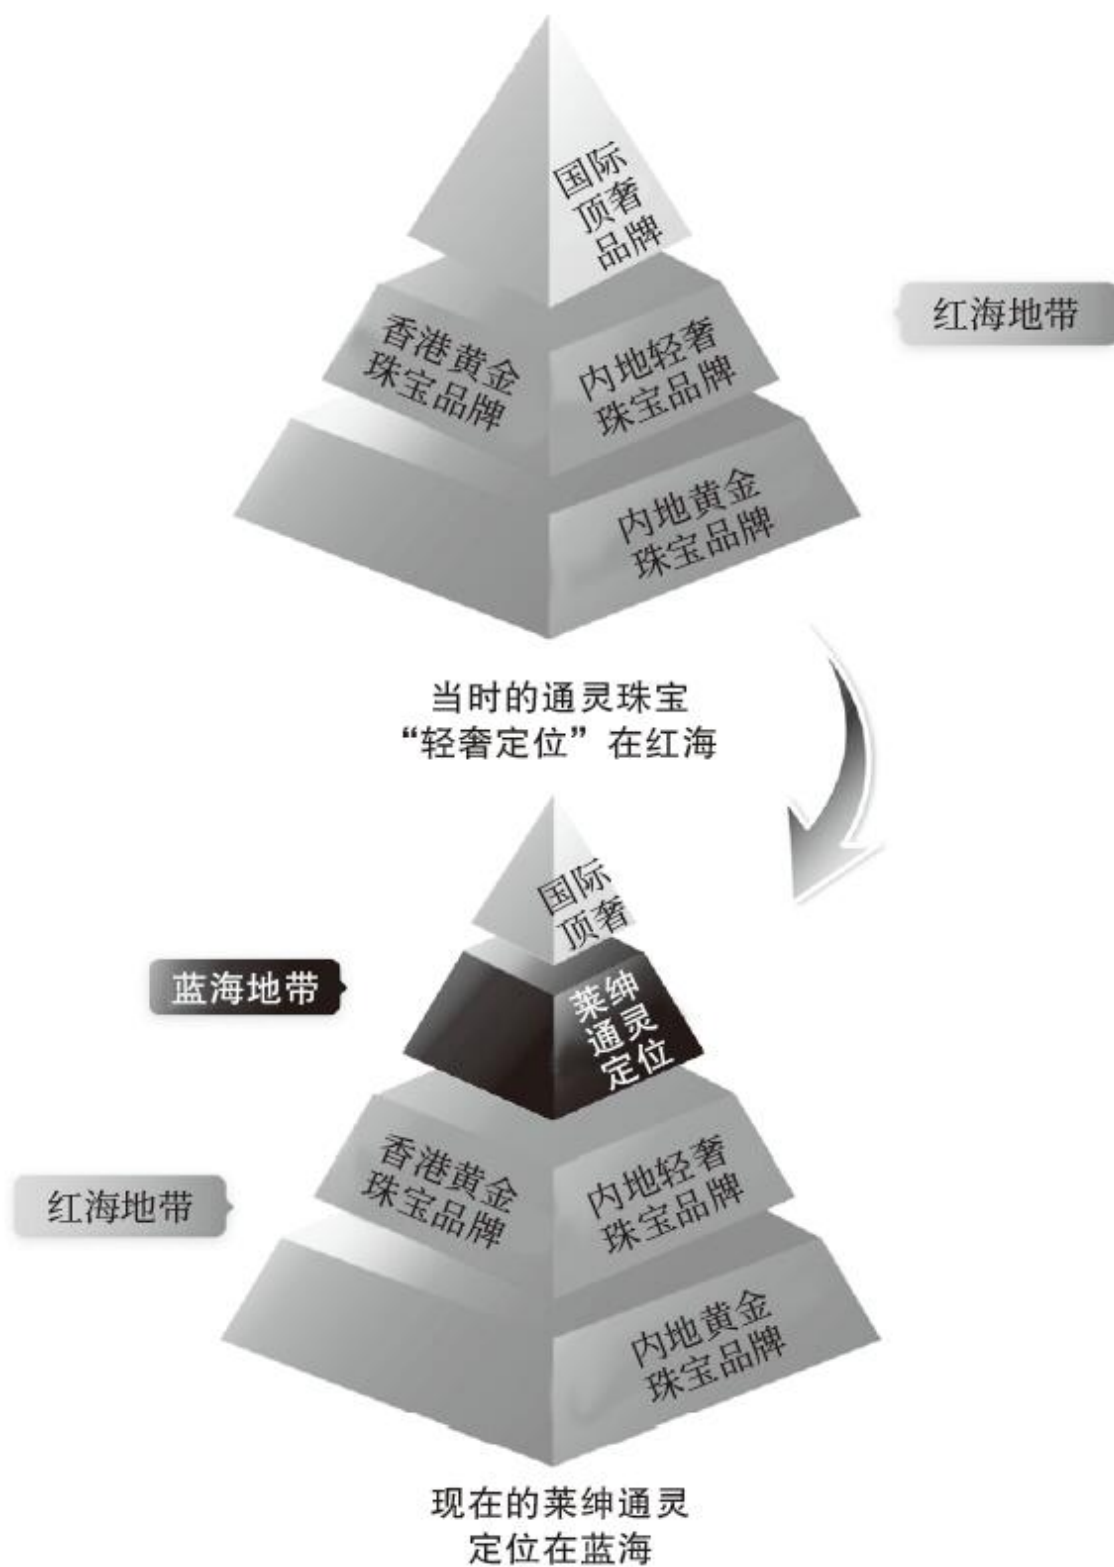 国际
顶奢
品牌
红海地带
香港黄金
珠宝品牌
内地轻奢
珠宝品牌
内地黄金
珠宝品牌
当时的通灵珠宝
“轻奢定位”在红海
国际
顶奢
蓝海地带
莱绅
通灵
定位
香港黄金
珠宝品牌
内地轻奢
珠宝品牌
红海地带
内地黄金
珠宝品牌
现在的莱绅通灵
定位在蓝海